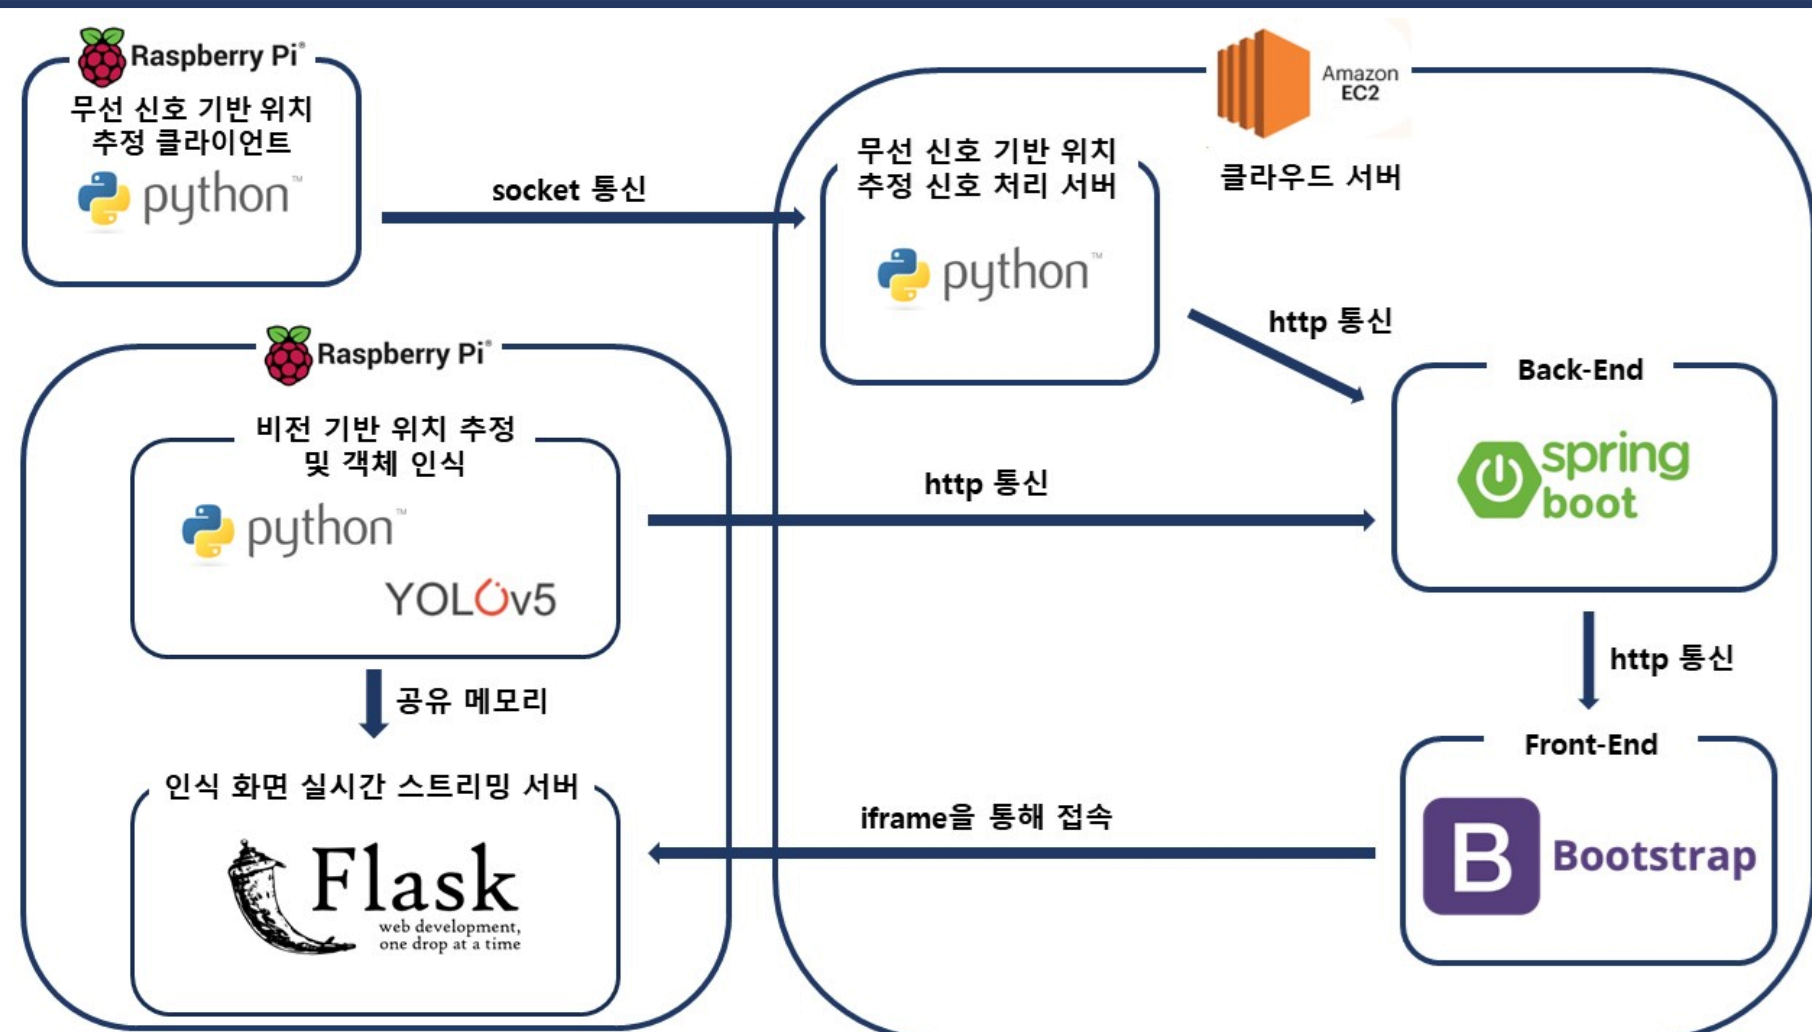 Raspberry Pi®
무선 신호 기반 위치
추정 클라이언트
python™
socket 통신
Amazon
EC2
클라우드 서버
무선 신호 기반 위치
추정 신호 처리 서버
python™
http 통신
Raspberry Pi®
비전 기반 위치 추정
및 객체 인식
python™
YOLOv5
http 통신
Back-End
spring
boot
공유 메모리
http 통신
인식 화면 실시간 스트리밍 서버
Flask
web development,
one drop at a time
iframe을 통해 접속
Front-End
B
Bootstrap